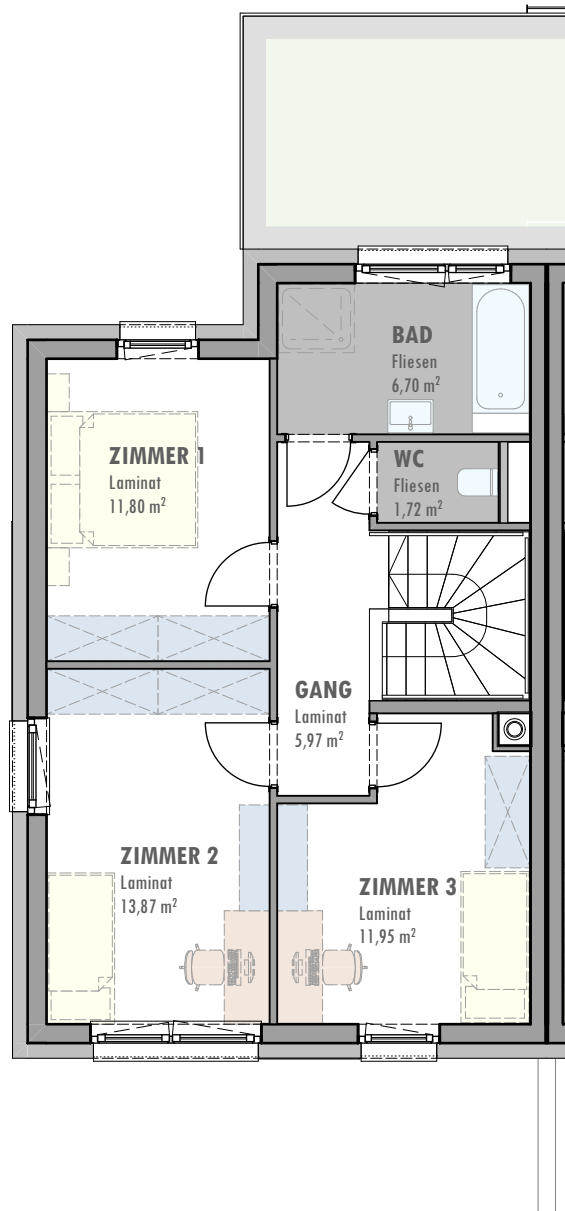 BAD
Fliesen
6,70 m²
ZIMMER 1
Laminat
11,80 m²
WC
Fliesen
1,72 m²
GANG
Laminat
5,97 m²
ZIMMER 2
Laminat
13,87 m²
ZIMMER 3
Laminat
11,95 m²